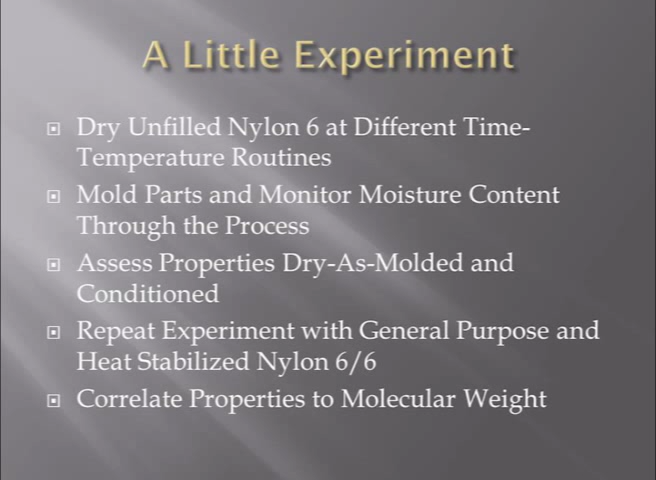 A Little Experiment
Dry Unfilled Nylon 6 at Different Time-
Temperature Routines
Mold Parts and Monitor Moisture Content
Through the Process
Assess Properties Dry-As-Molded and
Conditioned
Repeat Experiment with General Purpose and
Heat Stabilized Nylon 6/6
Correlate Properties to Molecular Weight